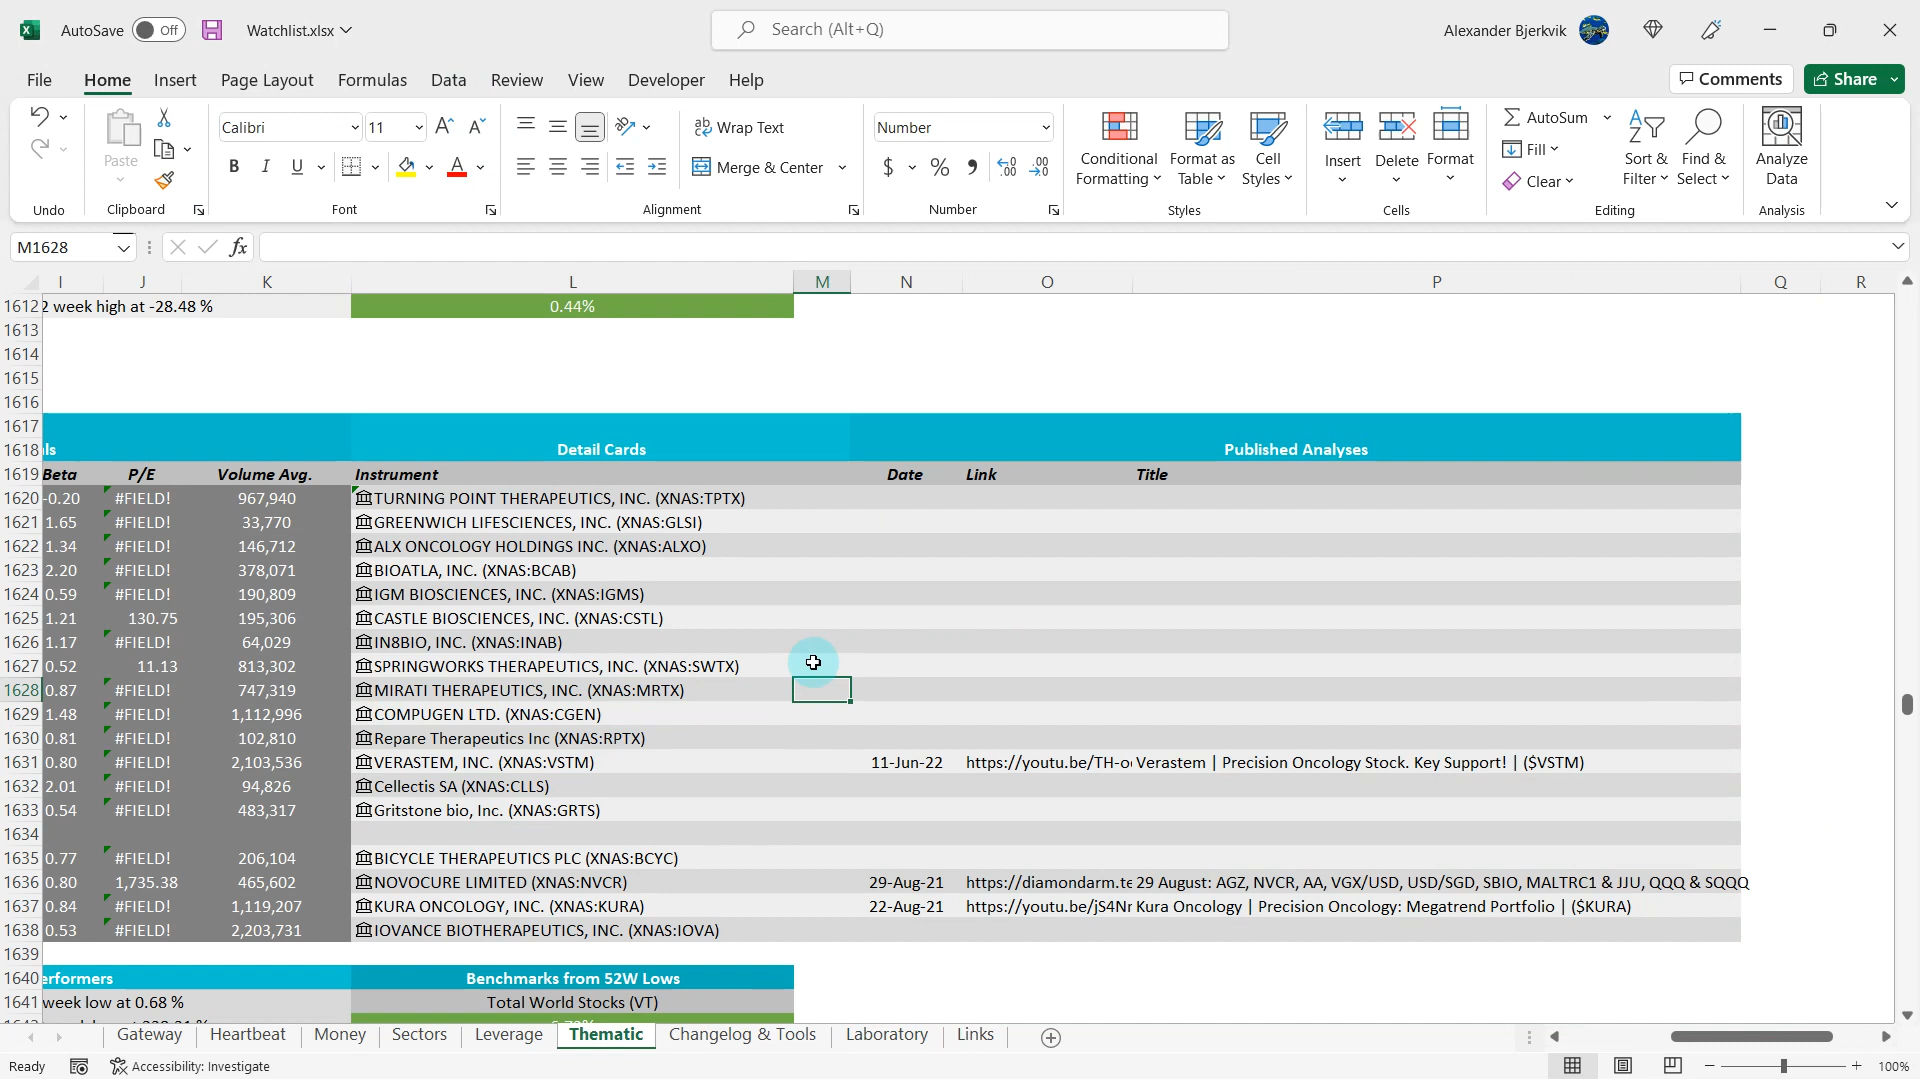 AutoSave Off Watchlist.xlsx Search (Alt+Q) Alexander Bjerkvik
File Home Insert Page Layout Formulas Data Review View Developer Help Comments Share
Paste Calibri 11 Wrap Text Number AutoSum
B I U Merge & Center $ % Conditional Formatting Format as Table Cell Styles Insert Delete Format Fill Clear Sort & Filter Find & Select Analyze Data
Undo Clipboard Font Alignment Number Styles Cells Editing Analysis
M1628 fx
I J K L M N O P Q R
1612 2 week high at -28.48 % 0.44%
1613
1614
1615
1616
1617
1618 ls Detail Cards Published Analyses
1619 Beta P/E Volume Avg. Instrument Date Link Title
1620 -0.20 #FIELD! 967,940 TURNING POINT THERAPEUTICS, INC. (XNAS:TPTX)
1621 1.65 #FIELD! 33,770 GREENWICH LIFESCIENCES, INC. (XNAS:GLSI)
1622 1.34 #FIELD! 146,712 ALX ONCOLOGY HOLDINGS INC. (XNAS:ALXO)
1623 2.20 #FIELD! 378,071 BIOATLA, INC. (XNAS:BCAB)
1624 0.59 #FIELD! 190,809 IGM BIOSCIENCES, INC. (XNAS:IGMS)
1625 1.21 130.75 195,306 CASTLE BIOSCIENCES, INC. (XNAS:CSTL)
1626 1.17 #FIELD! 64,029 IN8BIO, INC. (XNAS:INAB)
1627 0.52 11.13 813,302 SPRINGWORKS THERAPEUTICS, INC. (XNAS:SWTX)
1628 0.87 #FIELD! 747,319 MIRATI THERAPEUTICS, INC. (XNAS:MRTX)
1629 1.48 #FIELD! 1,112,996 COMPUGEN LTD. (XNAS:CGEN)
1630 0.81 #FIELD! 102,810 Repare Therapeutics Inc (XNAS:RPTX)
1631 0.80 #FIELD! 2,103,536 VERASTEM, INC. (XNAS:VSTM) 11-Jun-22 https://youtu.be/TH-o Verastem | Precision Oncology Stock. Key Support! | ($VSTM)
1632 2.01 #FIELD! 94,826 Cellectis SA (XNAS:CLLS)
1633 0.54 #FIELD! 483,317 Gritstone bio, Inc. (XNAS:GRTS)
1634
1635 0.77 #FIELD! 206,104 BICYCLE THERAPEUTICS PLC (XNAS:BCYC)
1636 0.80 1,735.38 465,602 NOVOCURE LIMITED (XNAS:NVCR) 29-Aug-21 https://diamondarm.te 29 August: AGZ, NVCR, AA, VGX/USD, USD/SGD, SBIO, MALTRC1 & JJU, QQQ & SQQQ
1637 0.84 #FIELD! 1,119,207 KURA ONCOLOGY, INC. (XNAS:KURA) 22-Aug-21 https://youtu.be/jS4Nr Kura Oncology | Precision Oncology: Megatrend Portfolio | ($KURA)
1638 0.53 #FIELD! 2,203,731 IOVANCE BIOTHERAPEUTICS, INC. (XNAS:IOVA)
1639
1640 erformers Benchmarks from 52W Lows
1641 week low at 0.68 % Total World Stocks (VT)
Gateway Heartbeat Money Sectors Leverage Thematic Changelog & Tools Laboratory Links
Ready Accessibility: Investigate 100%